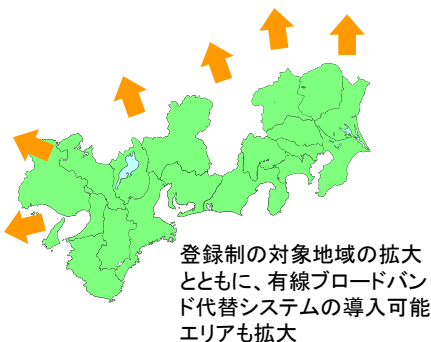 登録制の対象地域の拡大
とともに、有線ブロードバン
ド代替システムの導入可能
エリアも拡大